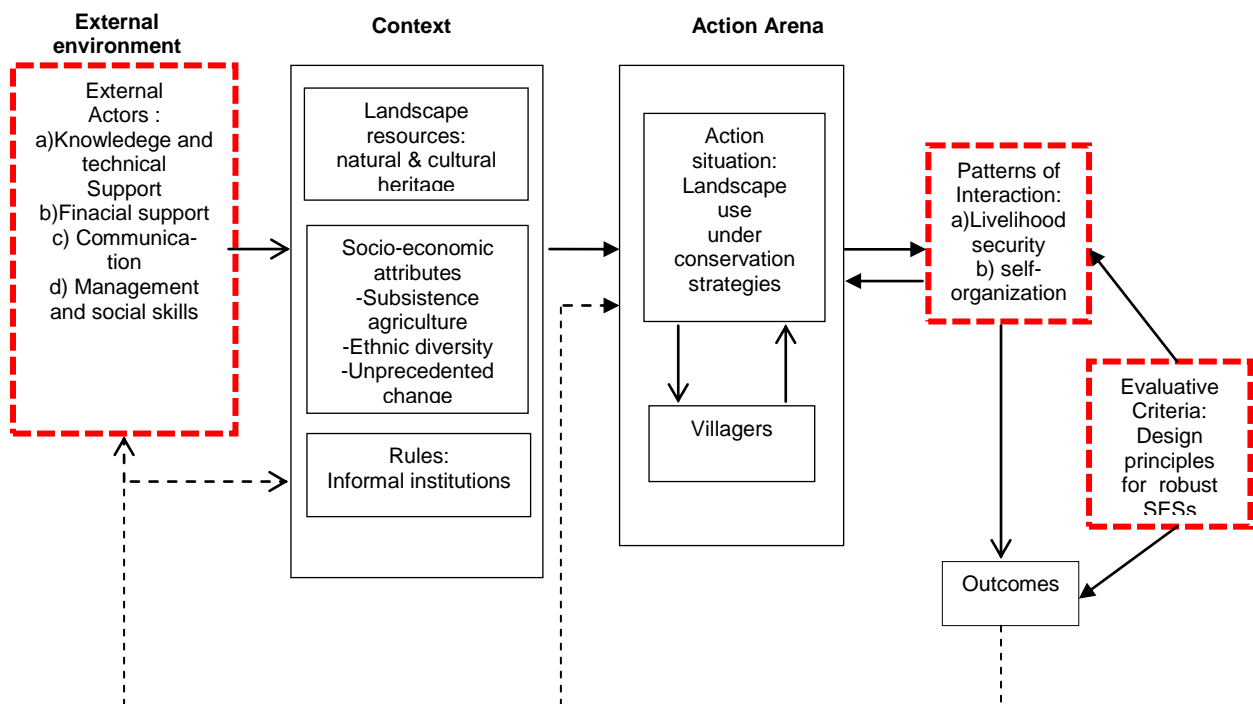 External
environment
Context
Action Arena
External
Actors :
a)Knowledege and
technical
Support
b)Finacial support
c) Communica-
tion
d) Management
and social skills
Landscape
resources:
natural & cultural
heritage
Socio-economic
attributes
-Subsistence
agriculture
-Ethnic diversity
-Unprecedented
change
Rules:
Informal institutions
Action
situation:
Landscape
use
under
conservation
strategies
Villagers
Patterns of
Interaction:
a)Livelihood
security
b) self-
organization
Evaluative
Criteria:
Design
principles
for robust
SESs
Outcomes